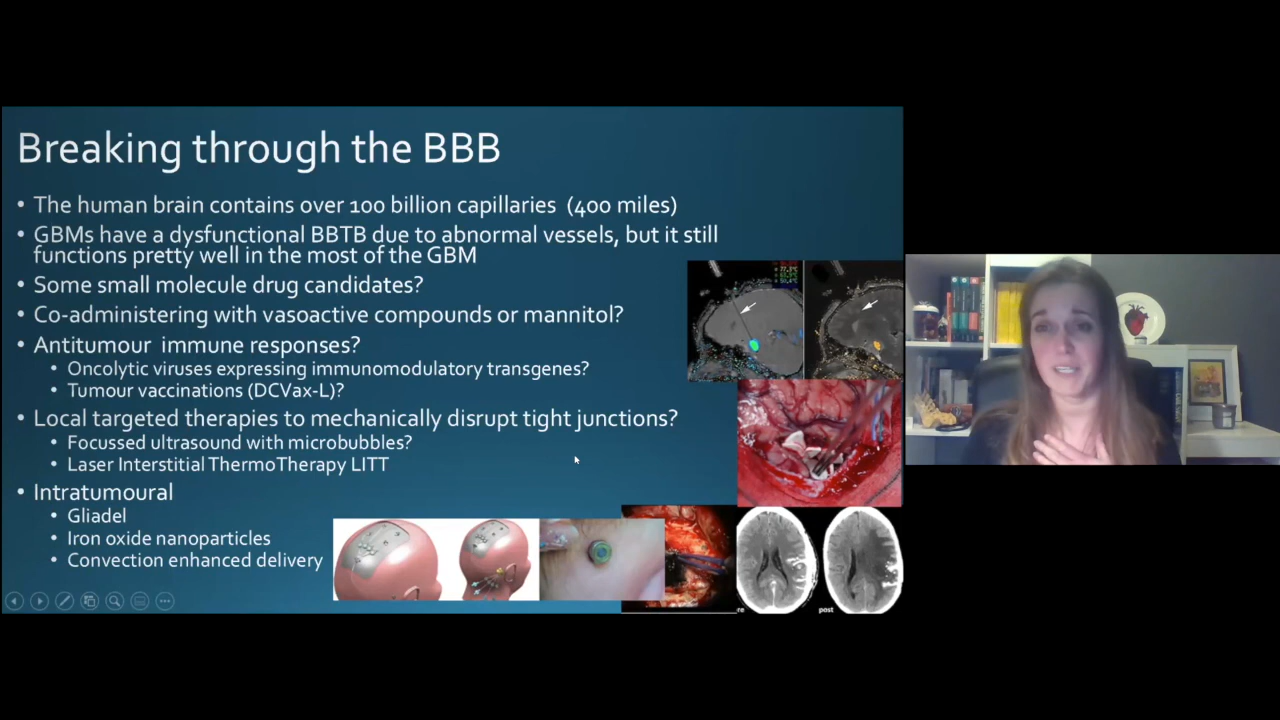 Breaking through the BBB
• The human brain contains over 100 billion capillaries (400 miles)
• GBMs have a dysfunctional BBTB due to abnormal vessels, but it still
functions pretty well in the most of the GBM
• Some small molecule drug candidates?
• Co-administering with vasoactive compounds or mannitol?
• Antitumour immune responses?
• Oncolytic viruses expressing immunomodulatory transgenes?
• Tumour vaccinations (DCVax-L)?
• Local targeted therapies to mechanically disrupt tight junctions?
• Focussed ultrasound with microbubbles?
• Laser Interstitial ThermoTherapy LITT
• Intratumoural
• Gliadel
• Iron oxide nanoparticles
• Convection enhanced delivery
re
post